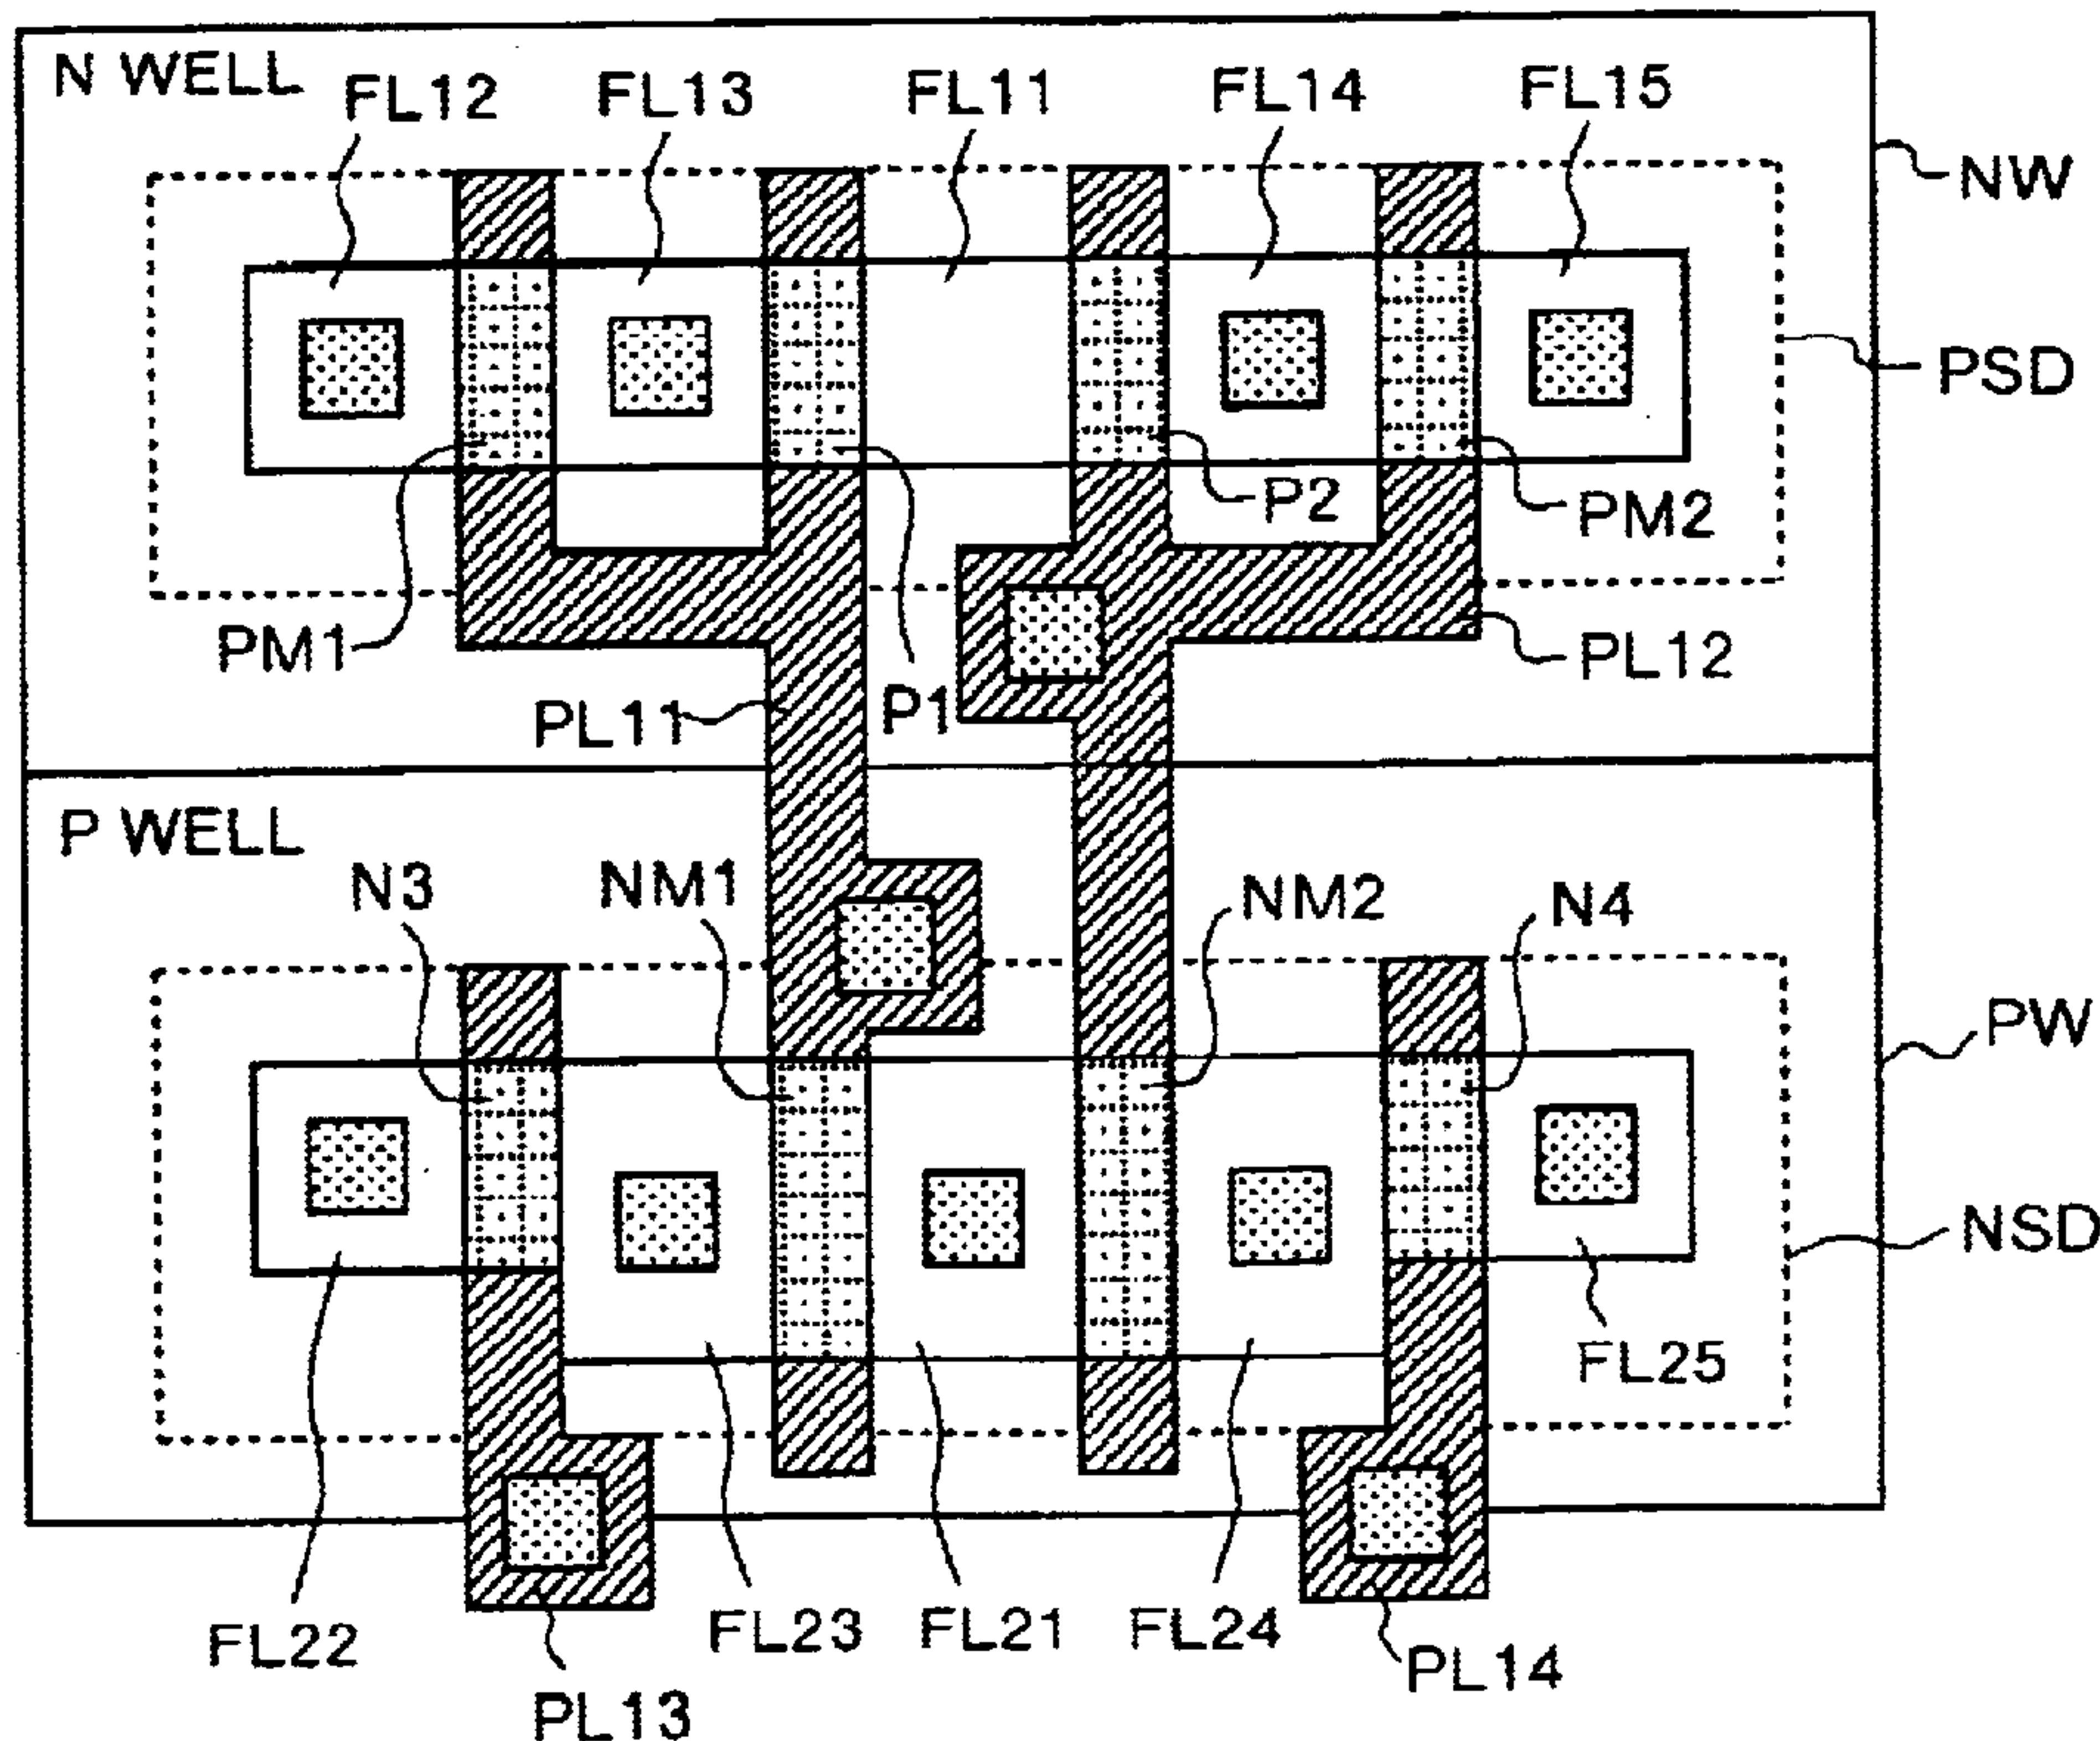 N WELL
FL12
FL13
FL11
FL14
FL15
NW
PSD
P2
PM2
PM1
PL11
P1
PL12
P WELL
N3
NM1
NM2
N4
PW
NSD
FL25
FL22
FL23
FL21
FL24
PL14
PL13